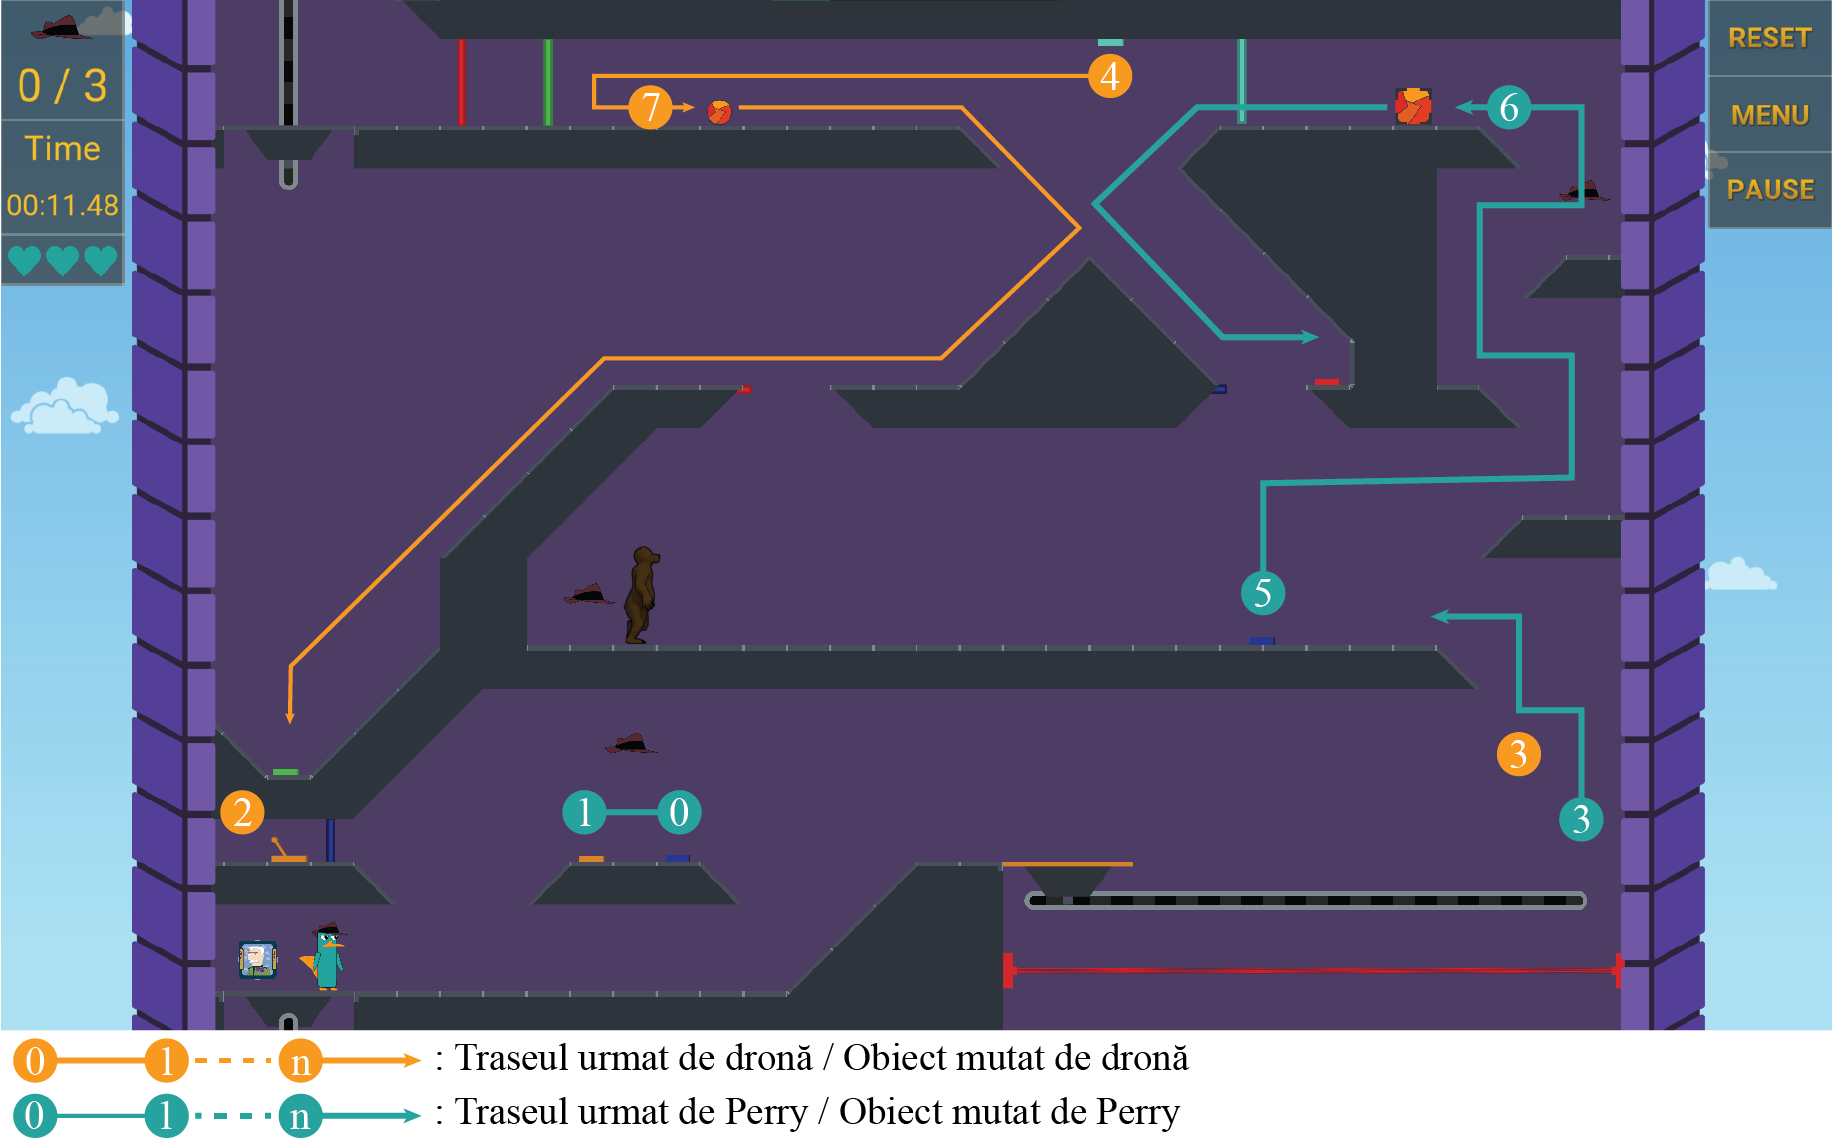 0 / 3
Time
00:11.48
RESET
MENU
PAUSE
4
7
6
5
3
3
2
1 0
0 1 n : Traseul urmat de dronă / Obiect mutat de dronă
0 1 n : Traseul urmat de Perry / Obiect mutat de Perry